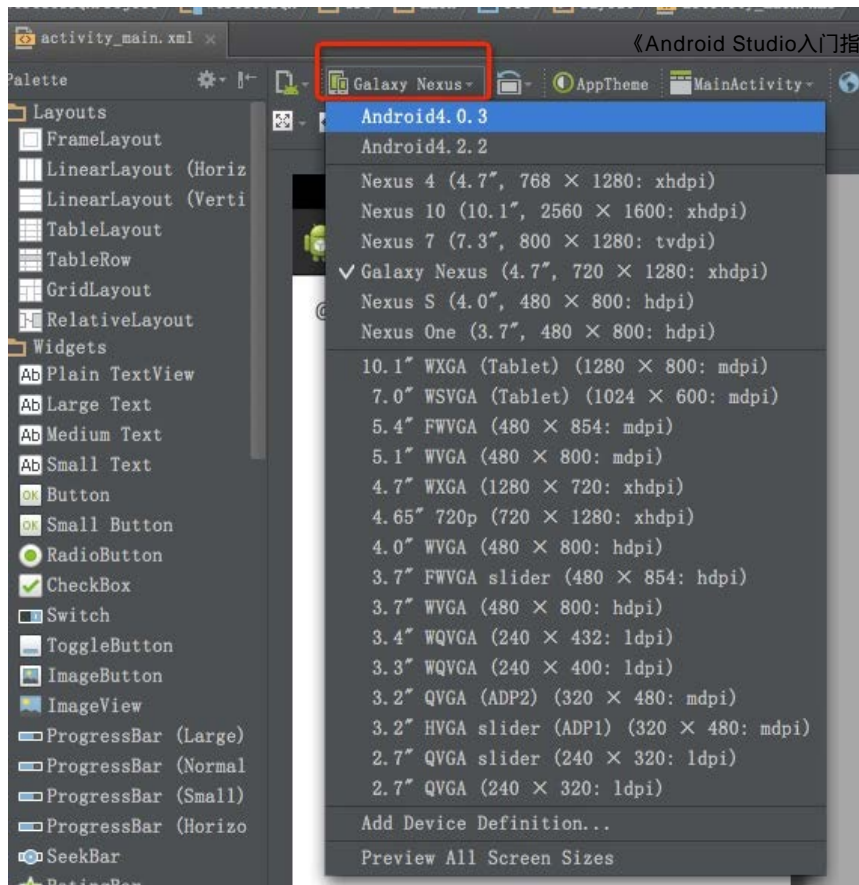 activity_main.xml
《Android Studio入门指
Palette
Galaxy Nexus
AppTheme
MainActivity
Layouts
FrameLayout
LinearLayout (Horiz
LinearLayout (Verti
TableLayout
TableRow
GridLayout
RelativeLayout
Widgets
Plain TextView
Large Text
Medium Text
Small Text
Button
Small Button
RadioButton
CheckBox
Switch
ToggleButton
ImageButton
ImageView
ProgressBar (Large)
ProgressBar (Normal
ProgressBar (Small)
ProgressBar (Horizo
SeekBar
Android4.0.3
Android4.2.2
Nexus 4 (4.7″, 768 × 1280: xhdpi)
Nexus 10 (10.1″, 2560 × 1600: xhdpi)
Nexus 7 (7.3″, 800 × 1280: tvdpi)
Galaxy Nexus (4.7″, 720 × 1280: xhdpi)
Nexus S (4.0″, 480 × 800: hdpi)
Nexus One (3.7″, 480 × 800: hdpi)
10.1″ WXGA (Tablet) (1280 × 800: mdpi)
7.0″ WSVGA (Tablet) (1024 × 600: mdpi)
5.4″ FWVGA (480 × 854: mdpi)
5.1″ WVGA (480 × 800: mdpi)
4.7″ WXGA (1280 × 720: xhdpi)
4.65″ 720p (720 × 1280: xhdpi)
4.0″ WVGA (480 × 800: hdpi)
3.7″ FWVGA slider (480 × 854: hdpi)
3.7″ WVGA (480 × 800: hdpi)
3.4″ WQVGA (240 × 432: ldpi)
3.3″ WQVGA (240 × 400: ldpi)
3.2″ QVGA (ADP2) (320 × 480: mdpi)
3.2″ HVGA slider (ADP1) (320 × 480: mdpi)
2.7″ QVGA slider (240 × 320: ldpi)
2.7″ QVGA (240 × 320: ldpi)
Add Device Definition...
Preview All Screen Sizes